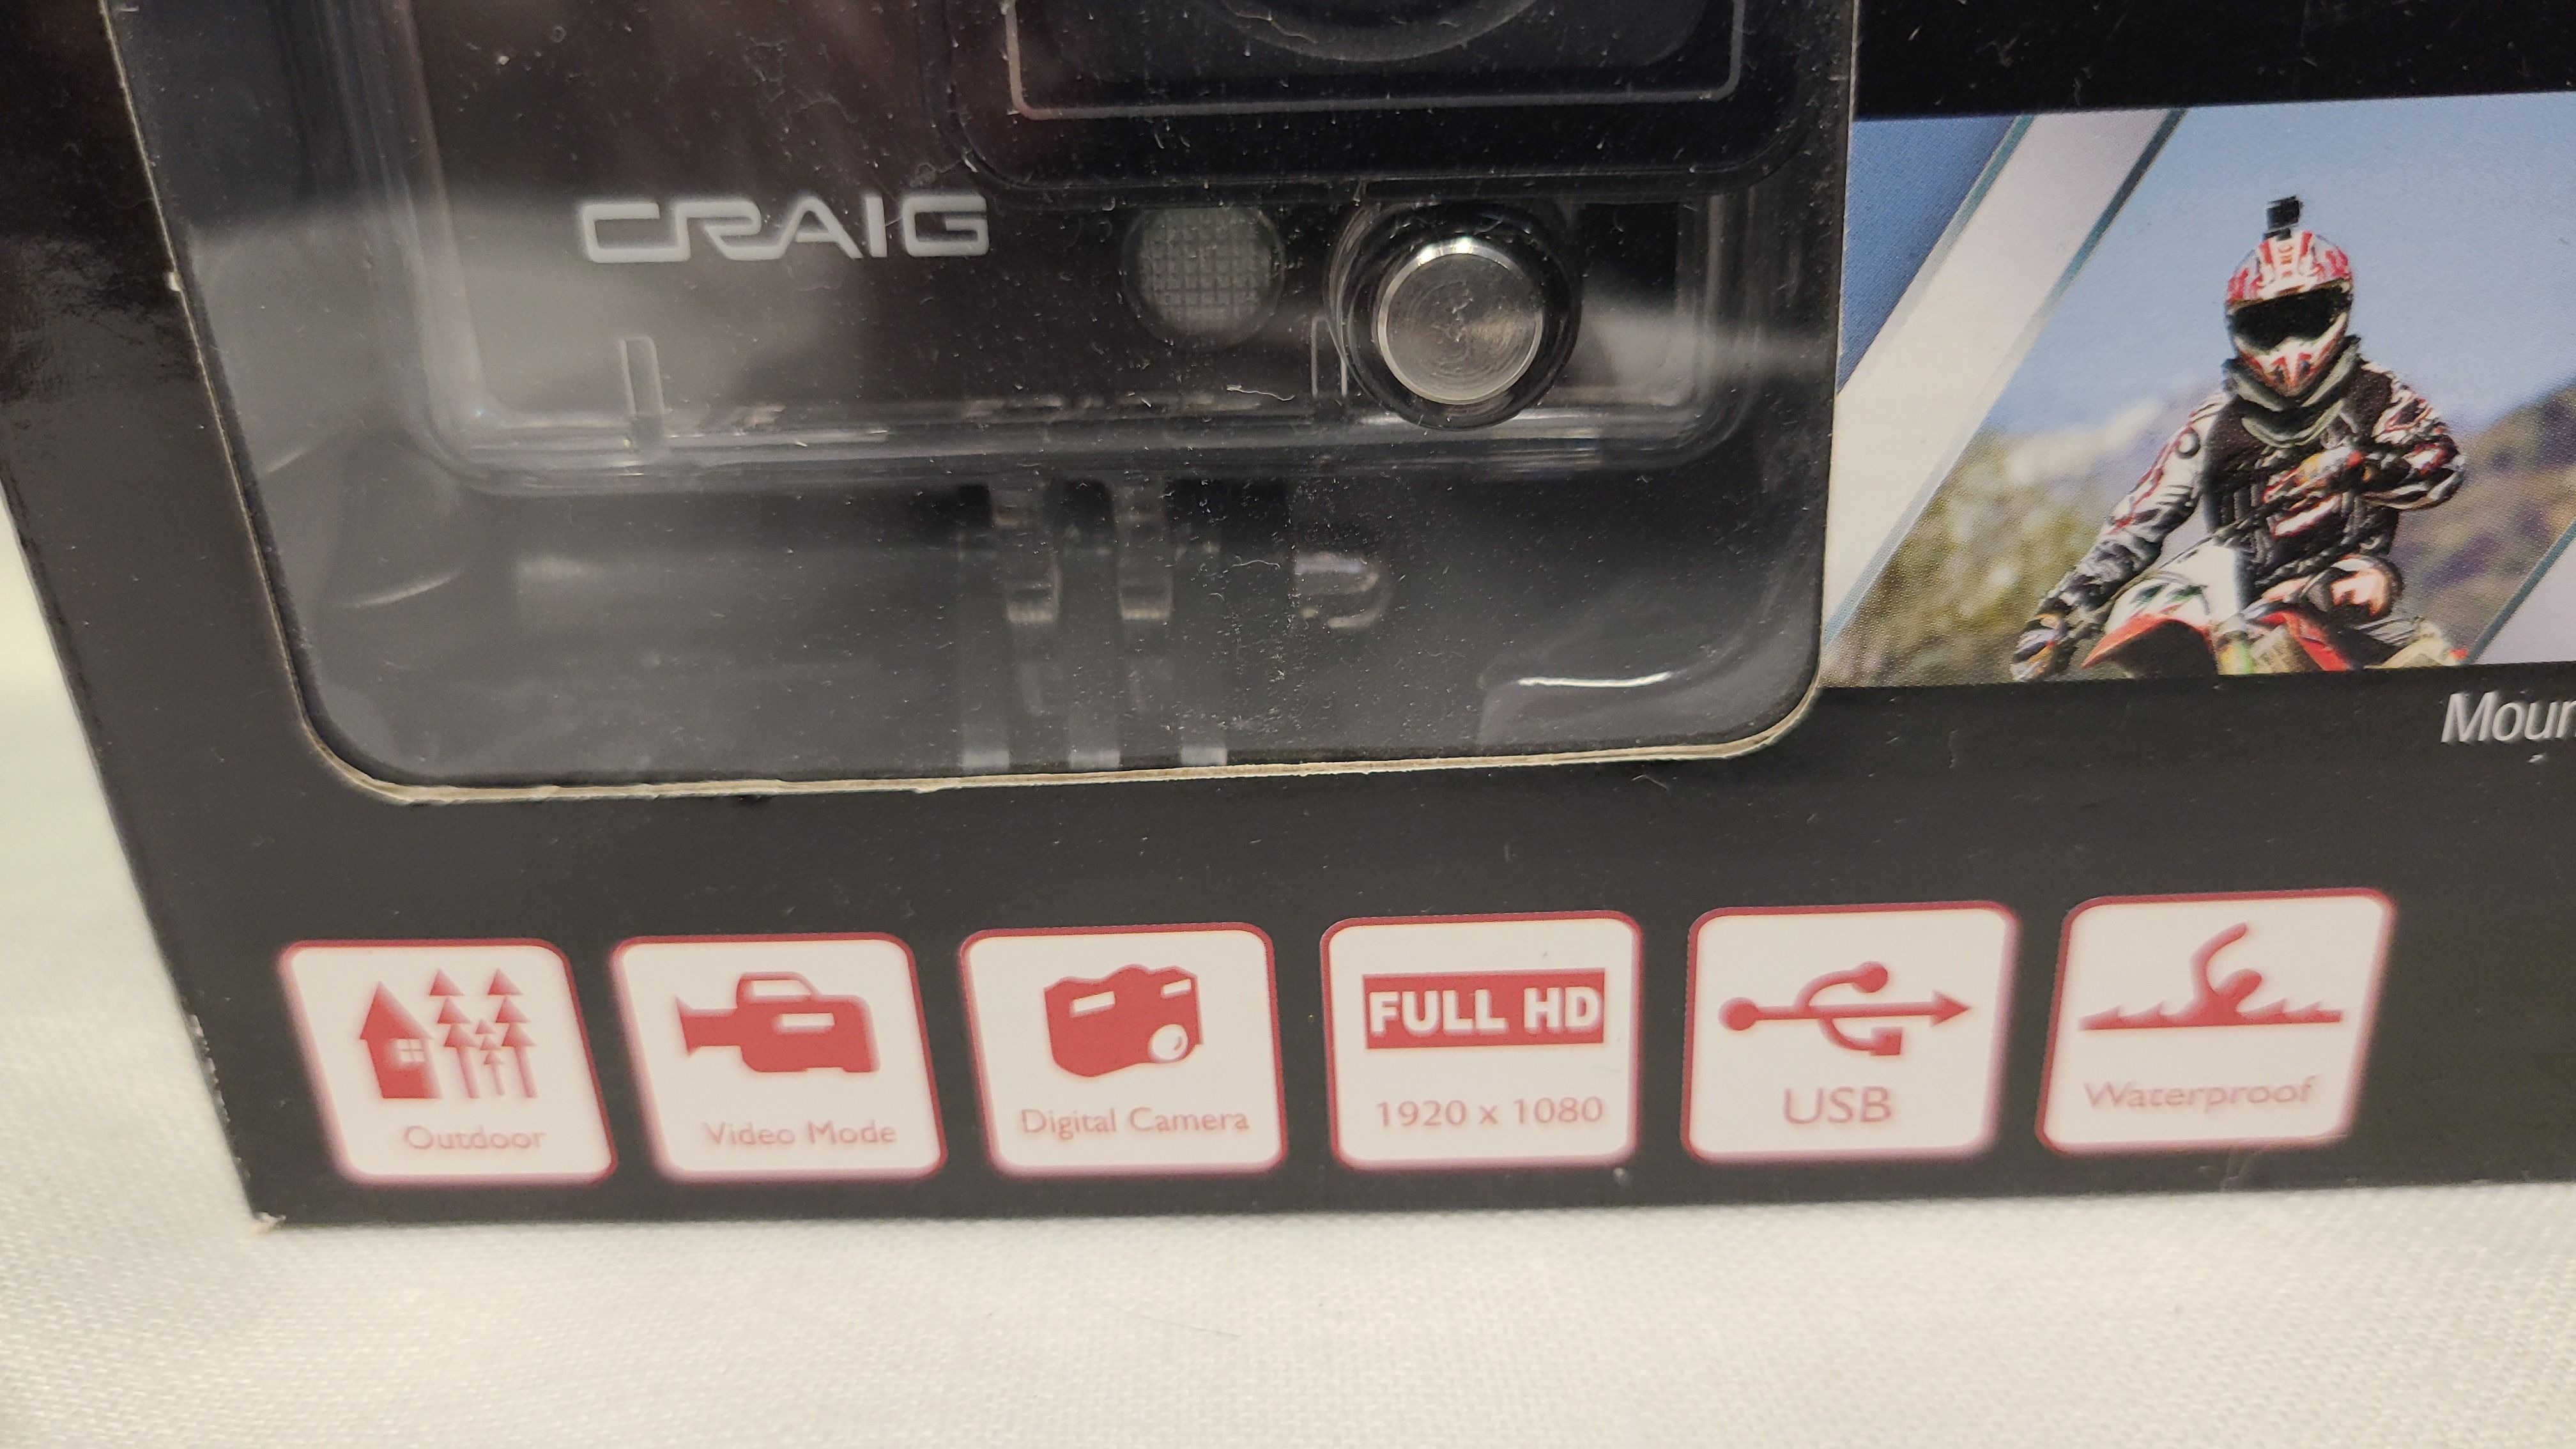 CRAIG
Outdoor
Video Mode
Digital Camera
FULL HD
1920 x 1080
USB
Waterproof